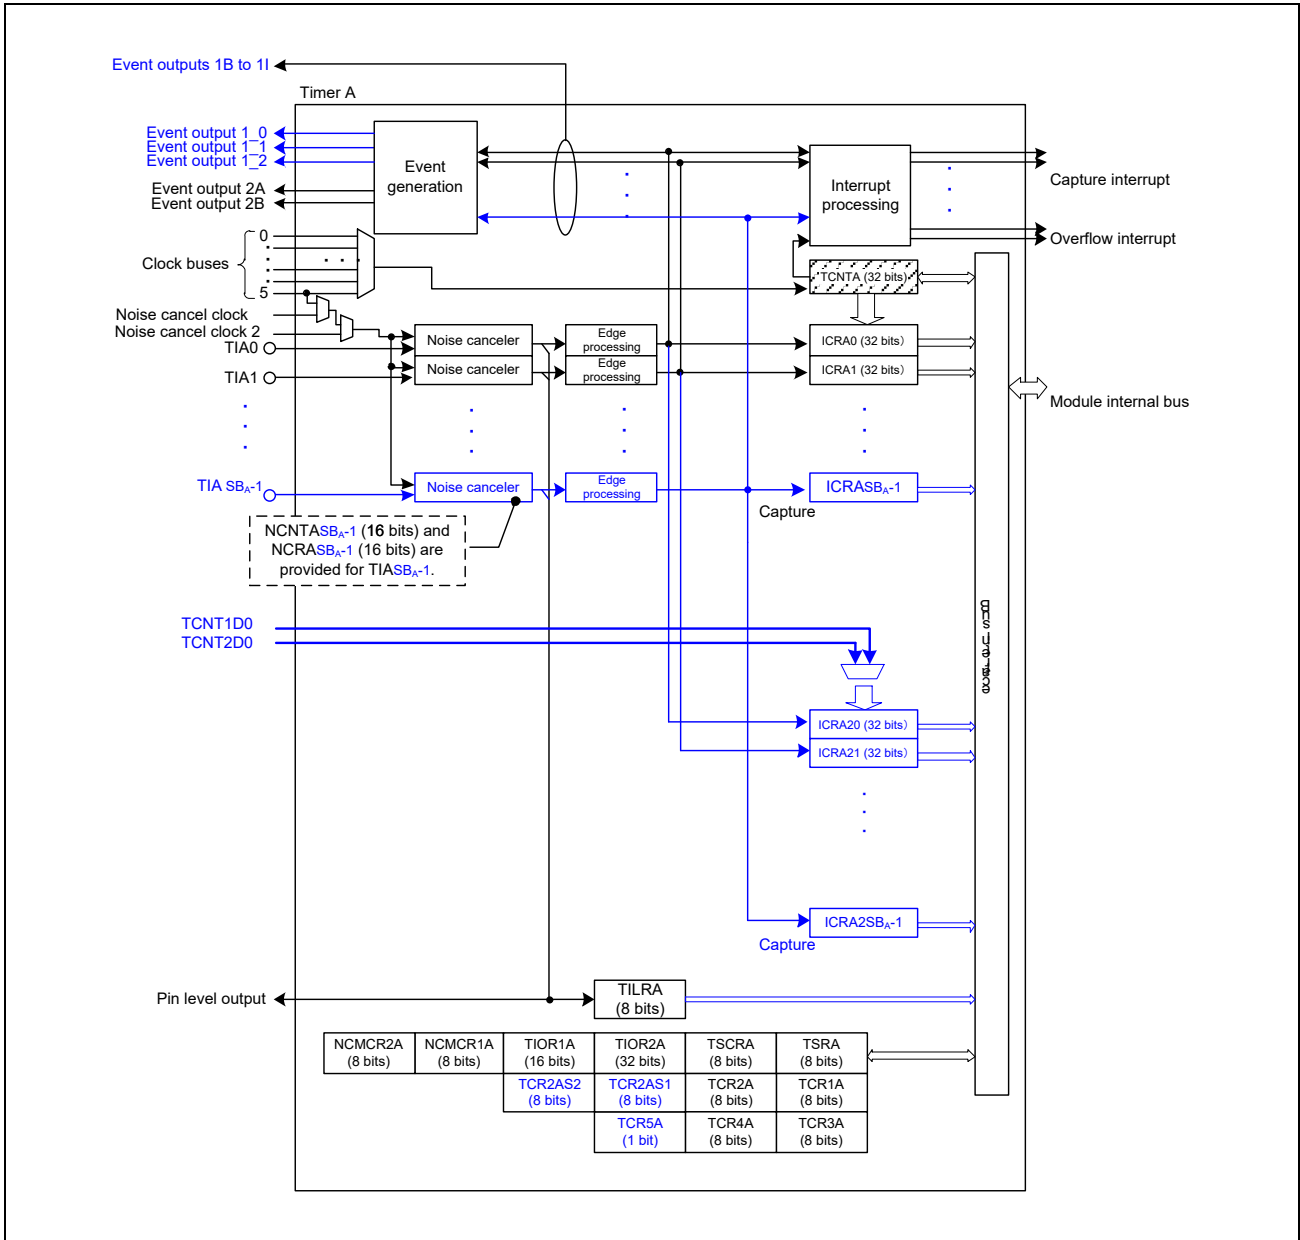 Event outputs 1B to 1I
Timer A
Event output 1_0
Event output 1_1
Event output 1_2
Event output 2A
Event output 2B
Event
generation
Interrupt
processing
Capture interrupt
Overflow interrupt
Clock buses
0
5
TCNTA (32 bits)
Noise cancel clock
Noise cancel clock 2
TIA0
TIA1
Noise canceler
Noise canceler
Edge
processing
Edge
processing
ICRA0 (32 bits)
ICRA1 (32 bits)
Module internal bus
TIA SBA-1
Noise canceler
Edge
processing
Capture
ICRASBA-1
NCNTASBA-1 (16 bits) and
NCRASBA-1 (16 bits) are
provided for TIASBA-1.
TCNT1D0
TCNT2D0
ICRA20 (32 bits)
ICRA21 (32 bits)
ICRA2SBA-1
Capture
Pin level output
TILRA
(8 bits)
NCMCR2A
(8 bits)
NCMCR1A
(8 bits)
TIOR1A
(16 bits)
TIOR2A
(32 bits)
TSCRA
(8 bits)
TSRA
(8 bits)
TCR2AS2
(8 bits)
TCR2AS1
(8 bits)
TCR2A
(8 bits)
TCR1A
(8 bits)
TCR5A
(1 bit)
TCR4A
(8 bits)
TCR3A
(8 bits)